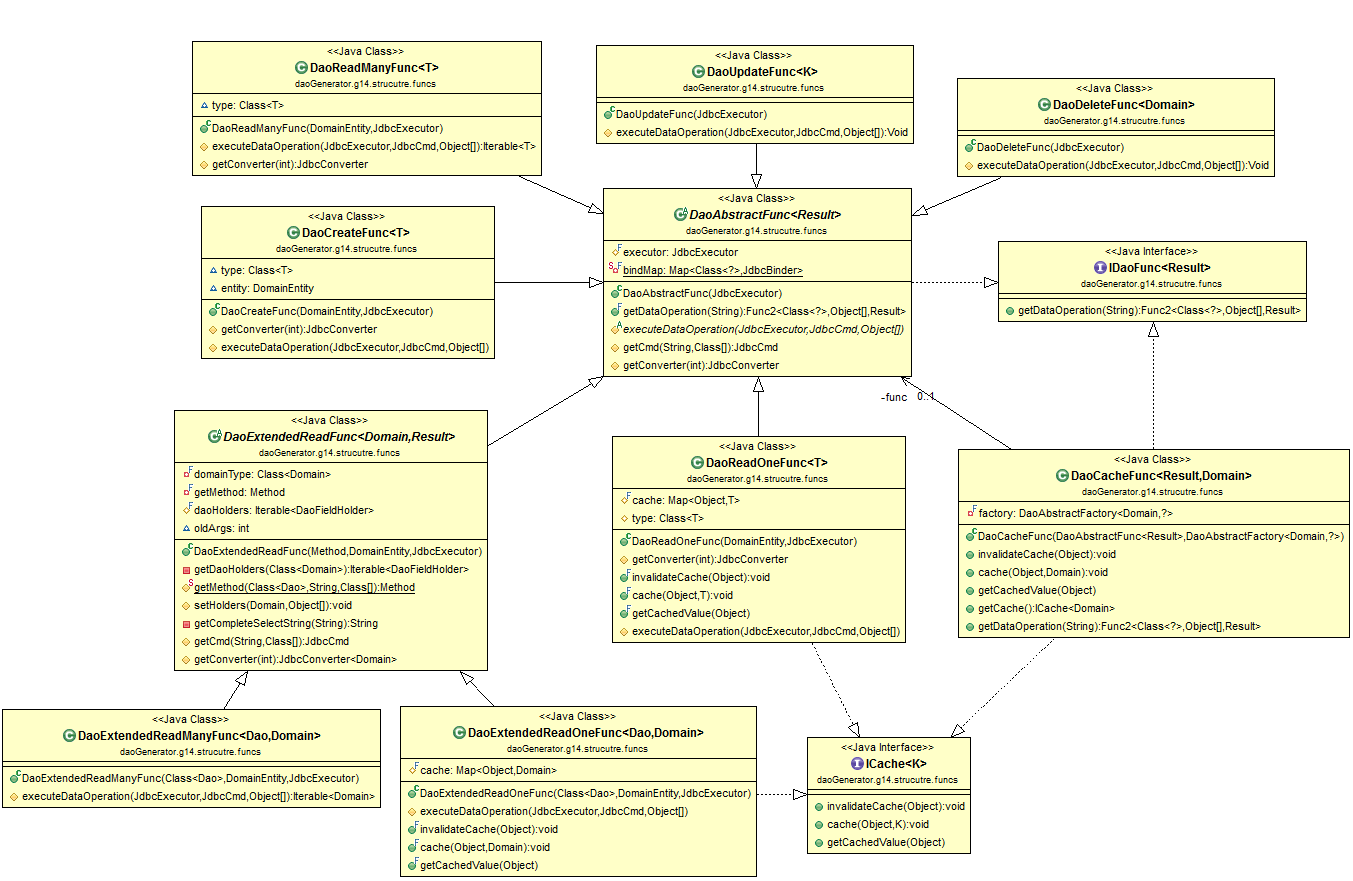 <<Java Class>>
DaoReadManyFunc<T>
daoGenerator.g14.strucutre.funcs
type: Class<T>
DaoReadManyFunc(DomainEntity,JdbcExecutor)
executeDataOperation(JdbcExecutor,JdbcCmd,Object[]):Iterable<T>
getConverter(int):JdbcConverter
<<Java Class>>
DaoUpdateFunc<K>
daoGenerator.g14.strucutre.funcs
DaoUpdateFunc(JdbcExecutor)
executeDataOperation(JdbcExecutor,JdbcCmd,Object[]):Void
<<Java Class>>
DaoDeleteFunc<Domain>
daoGenerator.g14.strucutre.funcs
DaoDeleteFunc(JdbcExecutor)
executeDataOperation(JdbcExecutor,JdbcCmd,Object[]):Void
<<Java Class>>
DaoCreateFunc<T>
daoGenerator.g14.strucutre.funcs
type: Class<T>
entity: DomainEntity
DaoCreateFunc(DomainEntity,JdbcExecutor)
getConverter(int):JdbcConverter
executeDataOperation(JdbcExecutor,JdbcCmd,Object[])
<<Java Class>>
DaoAbstractFunc<Result>
daoGenerator.g14.strucutre.funcs
executor: JdbcExecutor
bindMap: Map<Class<?>,JdbcBinder>
DaoAbstractFunc(JdbcExecutor)
getDataOperation(String):Func2<Class<?>,Object[],Result>
executeDataOperation(JdbcExecutor,JdbcCmd,Object[])
getCmd(String,Class[]):JdbcCmd
getConverter(int):JdbcConverter
<<Java Interface>>
IDaoFunc<Result>
daoGenerator.g14.strucutre.funcs
getDataOperation(String):Func2<Class<?>,Object[],Result>
-func 0..1
<<Java Class>>
DaoExtendedReadFunc<Domain,Result>
daoGenerator.g14.strucutre.funcs
domainType: Class<Domain>
getMethod: Method
daoHolders: Iterable<DaoFieldHolder>
oldArgs: int
DaoExtendedReadFunc(Method,DomainEntity,JdbcExecutor)
getDaoHolders(Class<Domain>):Iterable<DaoFieldHolder>
getMethod(Class<Dao>,String,Class[]):Method
setHolders(Domain,Object[]):void
getCompleteSelectString(String):String
getCmd(String,Class[]):JdbcCmd
getConverter(int):JdbcConverter<Domain>
<<Java Class>>
DaoReadOneFunc<T>
daoGenerator.g14.strucutre.funcs
cache: Map<Object,T>
type: Class<T>
DaoReadOneFunc(DomainEntity,JdbcExecutor)
getConverter(int):JdbcConverter
invalidateCache(Object):void
cache(Object,T):void
getCachedValue(Object)
executeDataOperation(JdbcExecutor,JdbcCmd,Object[])
<<Java Class>>
DaoCacheFunc<Result,Domain>
daoGenerator.g14.strucutre.funcs
factory: DaoAbstractFactory<Domain,?>
DaoCacheFunc(DaoAbstractFunc<Result>,DaoAbstractFactory<Domain,?>)
invalidateCache(Object):void
cache(Object,Domain):void
getCachedValue(Object)
getCache():ICache<Domain>
getDataOperation(String):Func2<Class<?>,Object[],Result>
<<Java Class>>
DaoExtendedReadManyFunc<Dao,Domain>
daoGenerator.g14.strucutre.funcs
DaoExtendedReadManyFunc(Class<Dao>,DomainEntity,JdbcExecutor)
executeDataOperation(JdbcExecutor,JdbcCmd,Object[]):Iterable<Domain>
<<Java Class>>
DaoExtendedReadOneFunc<Dao,Domain>
daoGenerator.g14.strucutre.funcs
cache: Map<Object,Domain>
DaoExtendedReadOneFunc(Class<Dao>,DomainEntity,JdbcExecutor)
executeDataOperation(JdbcExecutor,JdbcCmd,Object[])
invalidateCache(Object):void
cache(Object,Domain):void
getCachedValue(Object)
<<Java Interface>>
ICache<K>
daoGenerator.g14.strucutre.funcs
invalidateCache(Object):void
cache(Object,K):void
getCachedValue(Object)